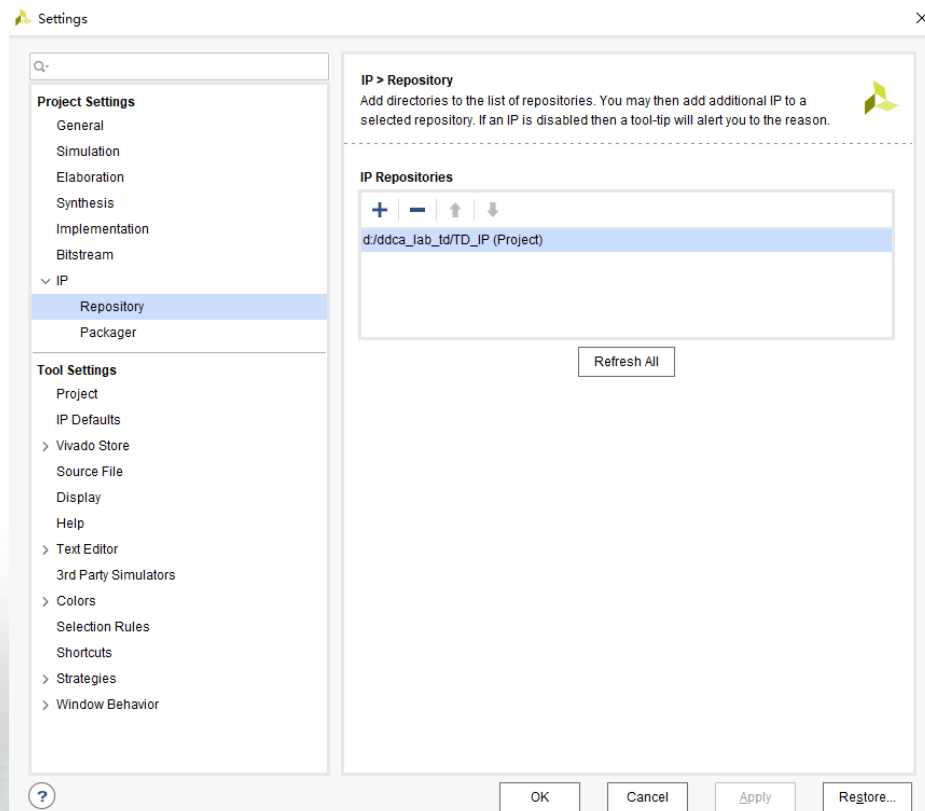 Settings
Project Settings
General
Simulation
Elaboration
Synthesis
Implementation
Bitstream
IP
Repository
Packager
Tool Settings
Project
IP Defaults
Vivado Store
Source File
Display
Help
Text Editor
3rd Party Simulators
Colors
Selection Rules
Shortcuts
Strategies
Window Behavior
IP > Repository
Add directories to the list of repositories. You may then add additional IP to a
selected repository. If an IP is disabled then a tool-tip will alert you to the reason.
IP Repositories
d:/ddca_lab_td/TD_IP (Project)
Refresh All
?
OK
Cancel
Apply
Restore...